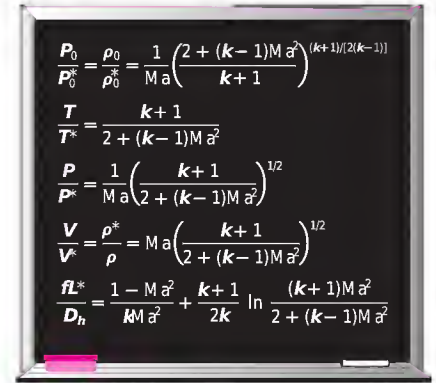 P₀/P₀* = ρ₀/ρ₀* = 1/Ma ((2 + (k − 1)Ma²)/(k + 1))^((k+1)/[2(k−1)])
T/T* = (k + 1)/(2 + (k − 1)Ma²)
P/P* = 1/Ma ((k + 1)/(2 + (k − 1)Ma²))^(1/2)
V/V* = ρ*/ρ = Ma((k + 1)/(2 + (k − 1)Ma²))^(1/2)
fL*/Dₕ = (1 − Ma²)/(kMa²) + (k + 1)/(2k) ln ((k + 1)Ma²)/(2 + (k − 1)Ma²)